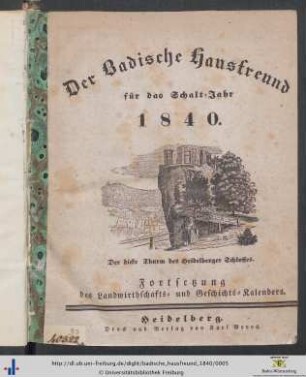 Der Badische Hausfreund
für das Schalt-Jahr
1840.
Der dicke Thurm des Heidelberger Schlosses.
Fortsetzung
des Landwirthschafts- und Geschichts-Kalenders.
Heidelberg.
Druck und Verlag von Karl
http://dl.ub.uni-freiburg.de/diglit/badische_hausfreund_1840/0005
© Universitätsbibliothek Freiburg